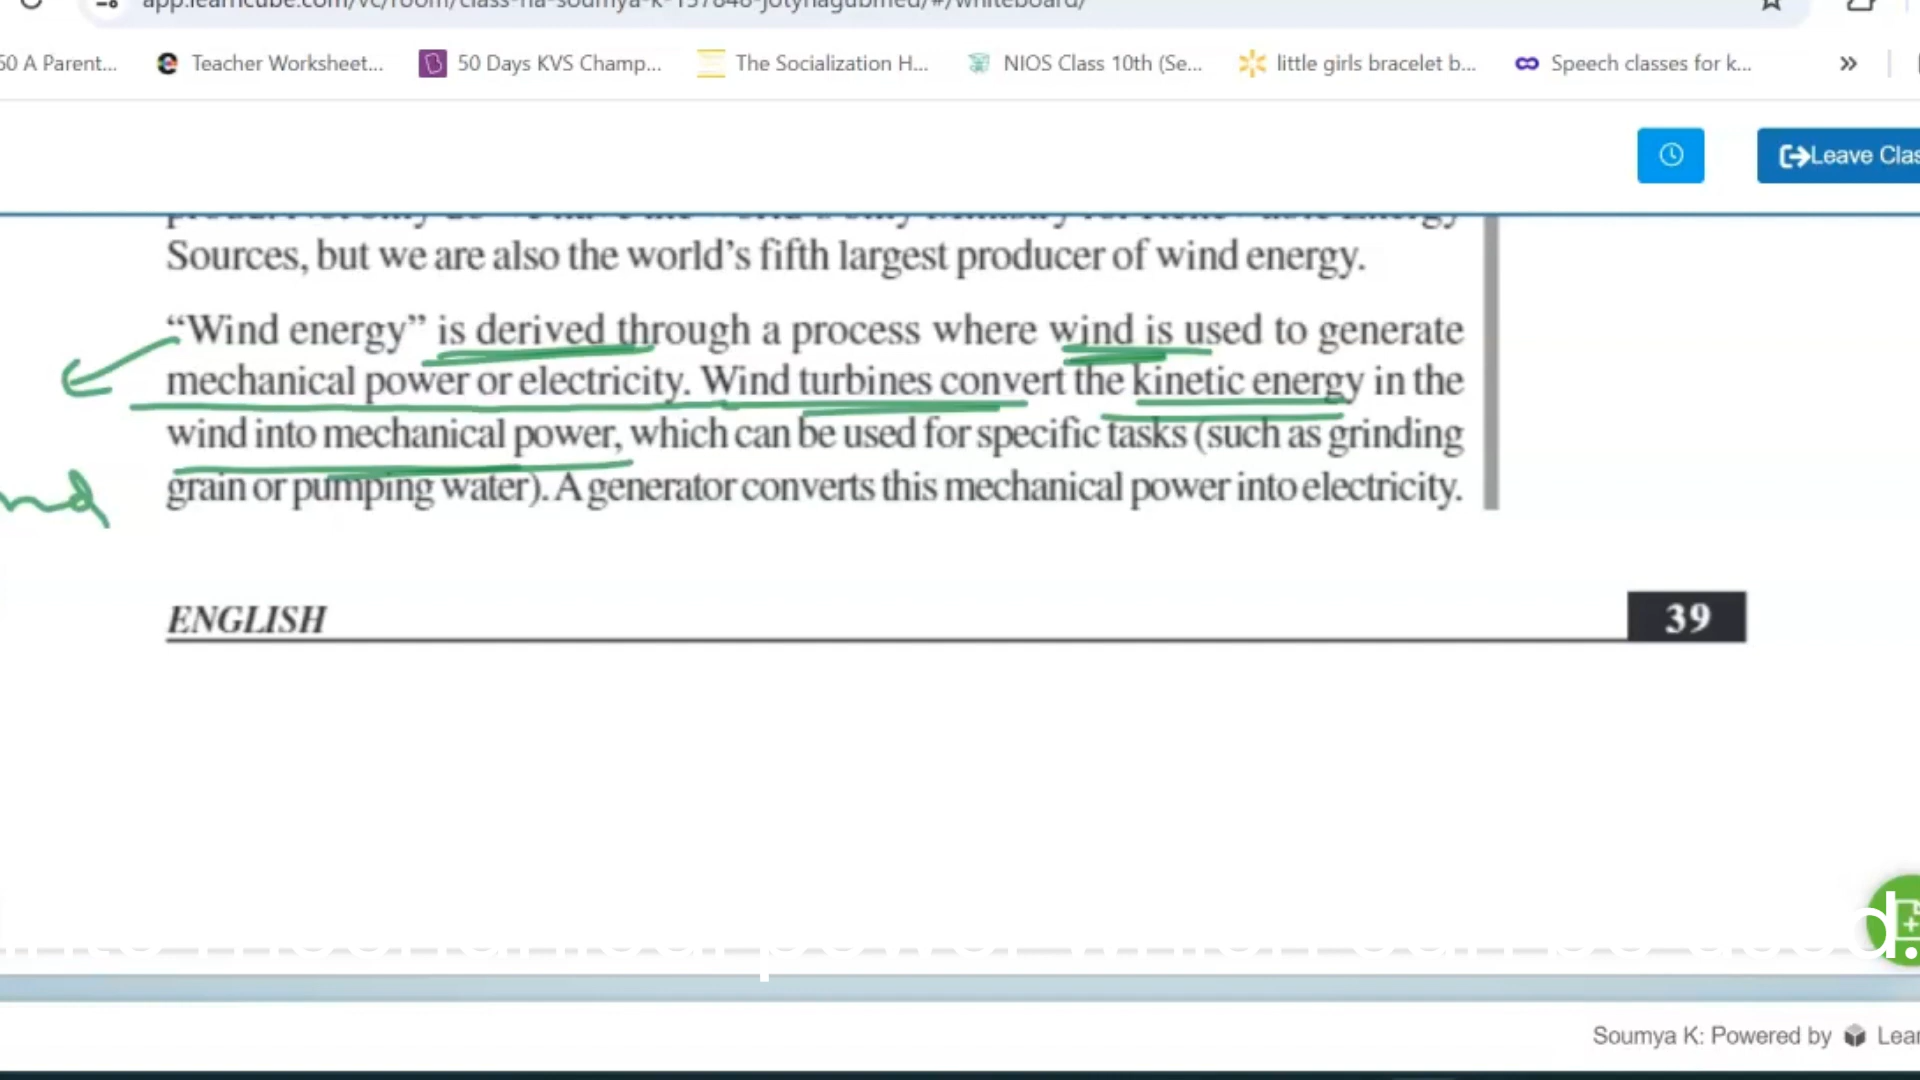 50 A Parent... Teacher Worksheet... 50 Days KVS Champ... The Socialization H... NIOS Class 10th (Se... little girls bracelet b... Speech classes for k... »
Leave Clas
Sources, but we are also the world's fifth largest producer of wind energy.
“Wind energy” is derived through a process where wind is used to generate
mechanical power or electricity. Wind turbines convert the kinetic energy in the
wind into mechanical power, which can be used for specific tasks (such as grinding
grain or pumping water). A generator converts this mechanical power into electricity.
ENGLISH 39
Soumya K: Powered by Lear